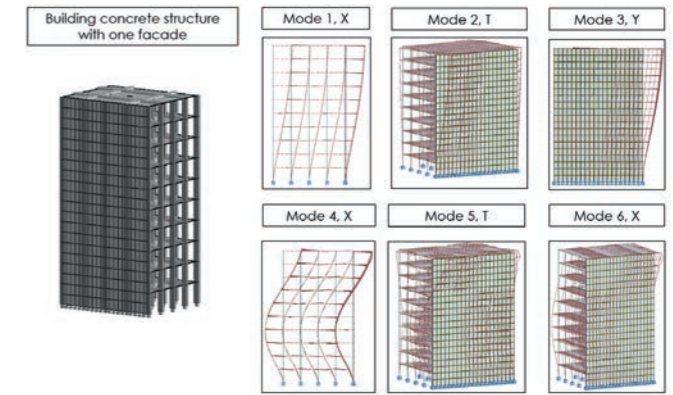 Building concrete structure
with one facade
Mode 1, X
Mode 2, T
Mode 3, Y
Mode 4, X
Mode 5, T
Mode 6, X